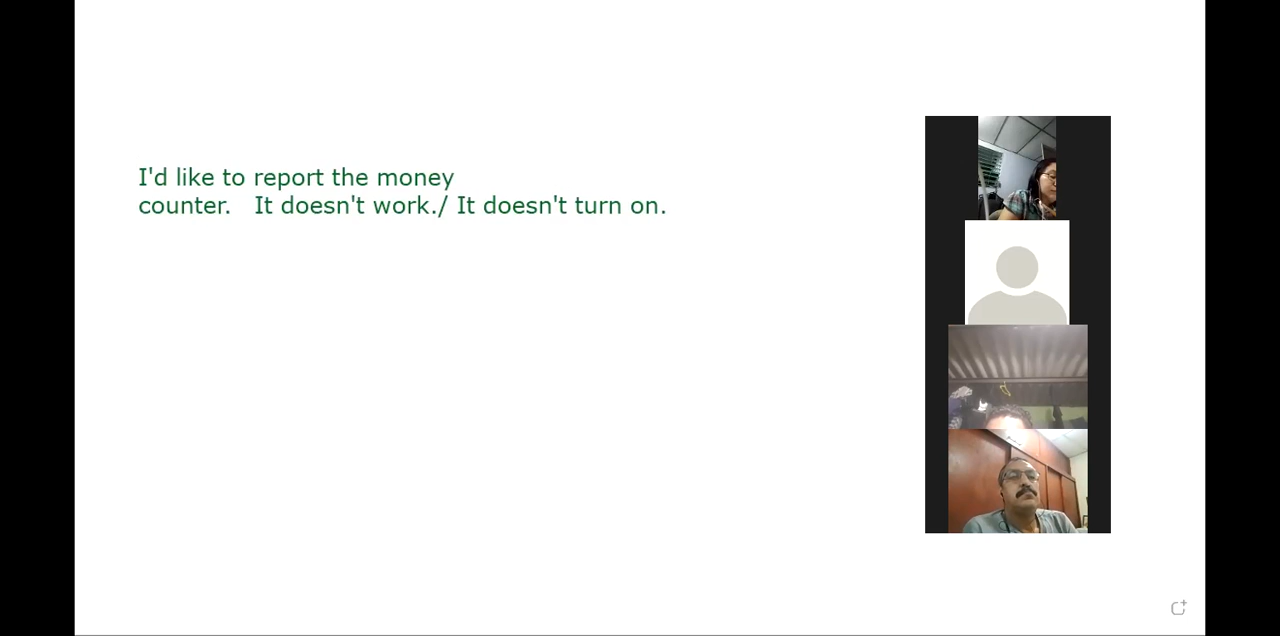 I'd like to report the money
counter.   It doesn't work./ It doesn't turn on.